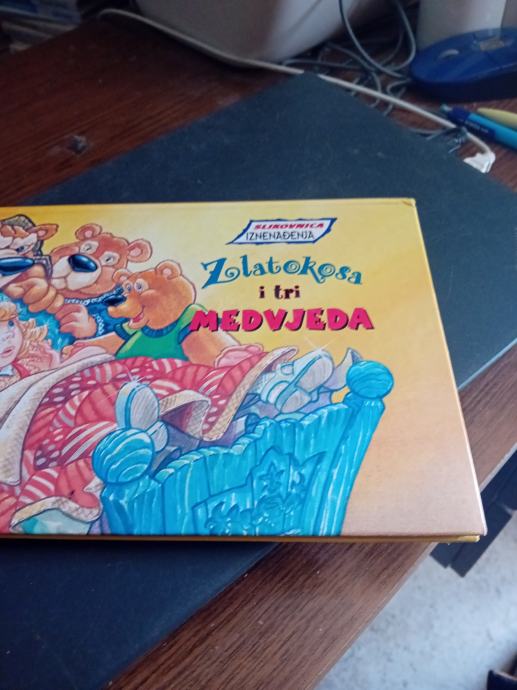 SLIKOVNICA
IZNENAĐENJA
Zlatokosa
i tri
MEDVJEDA